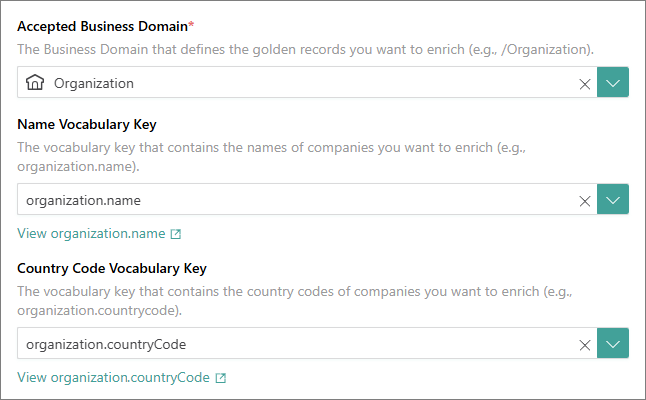 Accepted Business Domain*
The Business Domain that defines the golden records you want to enrich (e.g., /Organization).
Organization
Name Vocabulary Key
The vocabulary key that contains the names of companies you want to enrich (e.g.,
organization.name).
organization.name
View organization.name
Country Code Vocabulary Key
The vocabulary key that contains the country codes of companies you want to enrich (e.g.,
organization.countrycode).
organization.countryCode
View organization.countryCode